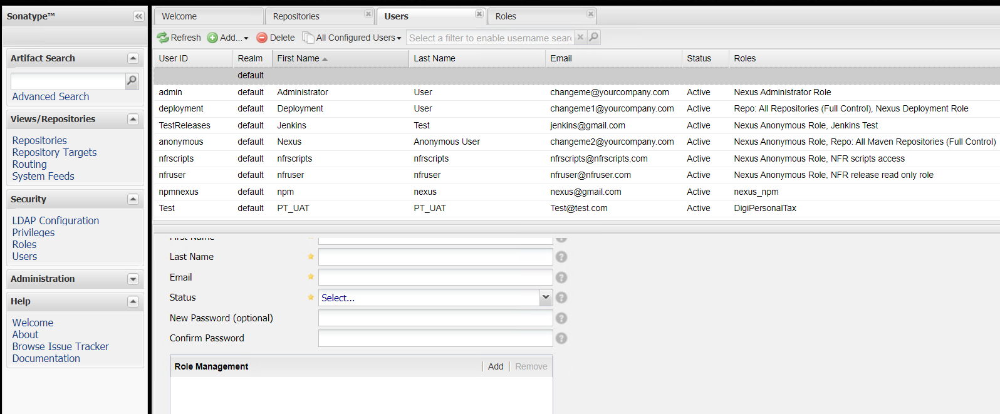 Sonatype™
Artifact Search
Advanced Search
Views/Repositories
Repositories
Repository Targets
Routing
System Feeds
Security
LDAP Configuration
Privileges
Roles
Users
Administration
Help
Welcome
About
Browse Issue Tracker
Documentation
Welcome Repositories Users Roles
Refresh Add... Delete All Configured Users Select a filter to enable username sear
User ID Realm First Name Last Name Email Status Roles
default
admin default Administrator User changeme@yourcompany.com Active Nexus Administrator Role
deployment default Deployment User changeme1@yourcompany.com Active Repo: All Repositories (Full Control), Nexus Deployment Role
TestReleases default Jenkins Test jenkins@gmail.com Active Nexus Anonymous Role, Jenkins Test
anonymous default Nexus Anonymous User changeme2@yourcompany.com Active Nexus Anonymous Role, Repo: All Maven Repositories (Full Control)
nfrscripts default nfrscripts nfrscripts nfrscripts@nfrscripts.com Active Nexus Anonymous Role, NFR scripts access
nfruser default nfruser nfruser nfruser@nfruser.com Active Nexus Anonymous Role, NFR release read only role
npmnexus default npm nexus nexus@gmail.com Active nexus_npm
Test default PT_UAT PT_UAT Test@test.com Active DigiPersonalTax
First Name
Last Name
Email
Status Select...
New Password (optional)
Confirm Password
Role Management Add Remove